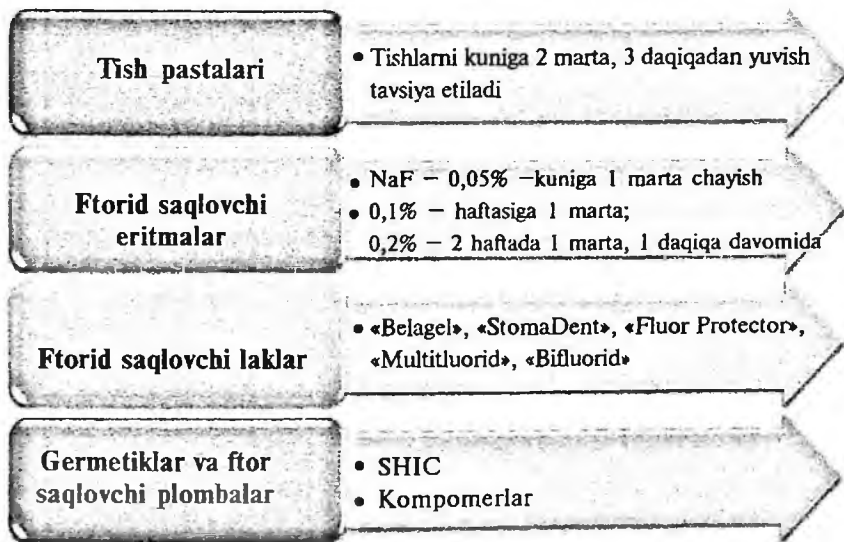 Tish pastalari
• Tishlarni kuniga 2 marta, 3 daqiqadan yuvish
tavsiya etiladi
Ftorid saqlovchi
eritmalar
• NaF — 0,05% —kuniga 1 marta chayish
• 0,1% — haftasiga 1 marta;
0,2% — 2 haftada 1 marta, 1 daqiqa davomida
Ftorid saqlovchi laklar
• «Belagel», «StomaDent», «Fluor Protector»,
«Multitluorid», «Bifluorid»
Germetiklar va ftor
saqlovchi plombalar
• SHIC
• Kompomerlar